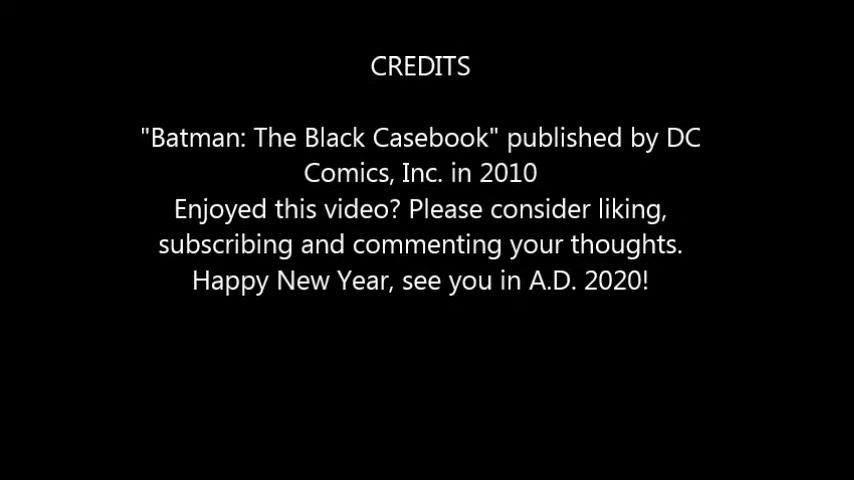 CREDITS
"Batman: The Black Casebook" published by DC
Comics, Inc. in 2010
Enjoyed this video? Please consider liking,
subscribing and commenting your thoughts.
Happy New Year, see you in A.D. 2020!